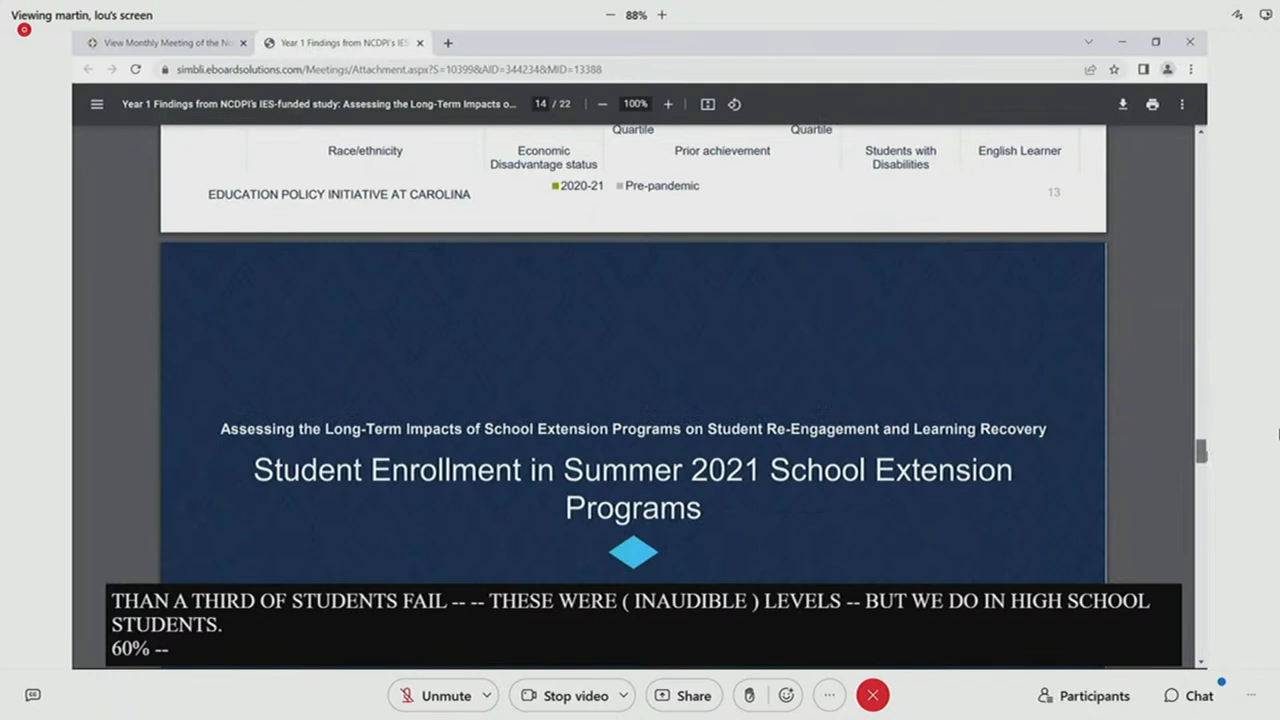 Viewing martin, lou's screen
88%
View Monthly Meeting of the No
Year 1 Findings from NCDPI's IES
simbli.eboardsolutions.com/Meetings/Attachment.aspx?S=10399&AID=344234&MID=13388
Year 1 Findings from NCDPI's IES-funded study: Assessing the Long-Term Impacts o...
14 / 22
100%
Quartile Quartile
Race/ethnicity
Economic
Disadvantage status
Prior achievement
Students with
Disabilities
English Learner
2020-21 Pre-pandemic
EDUCATION POLICY INITIATIVE AT CAROLINA
13
Assessing the Long-Term Impacts of School Extension Programs on Student Re-Engagement and Learning Recovery
Student Enrollment in Summer 2021 School Extension
Programs
THAN A THIRD OF STUDENTS FAIL -- -- THESE WERE ( INAUDIBLE ) LEVELS -- BUT WE DO IN HIGH SCHOOL
STUDENTS.
60% --
Unmute
Stop video
Share
Participants
Chat